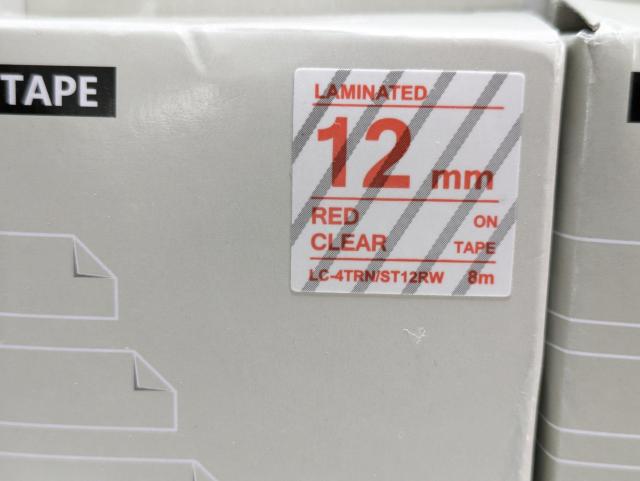 TAPE
LAMINATED
12 mm
RED ON
CLEAR TAPE
LC-4TRN/ST12RW 8m